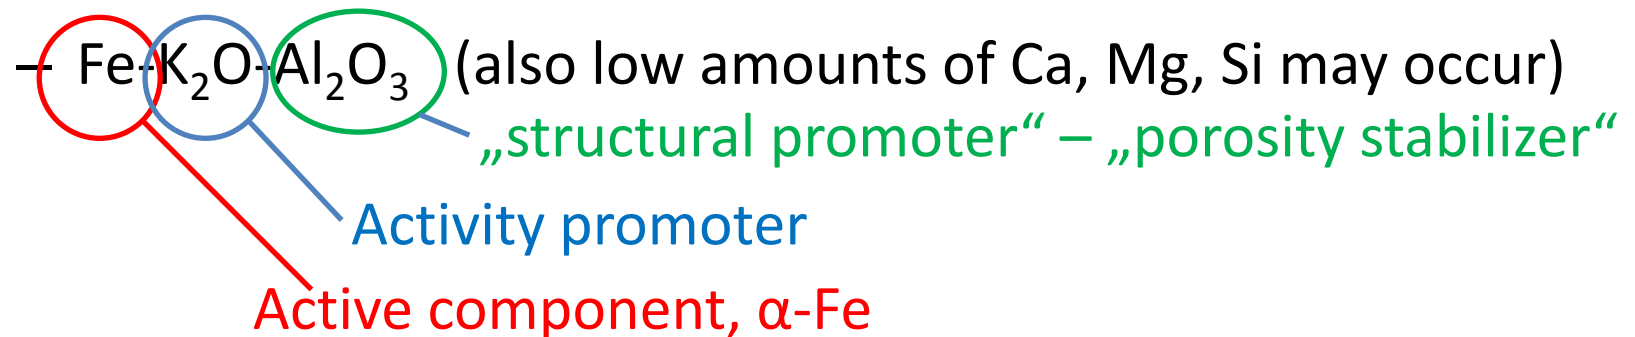 – Fe-K₂O-Al₂O₃ (also low amounts of Ca, Mg, Si may occur)
„structural promoter“ – „porosity stabilizer“
Activity promoter
Active component, α-Fe